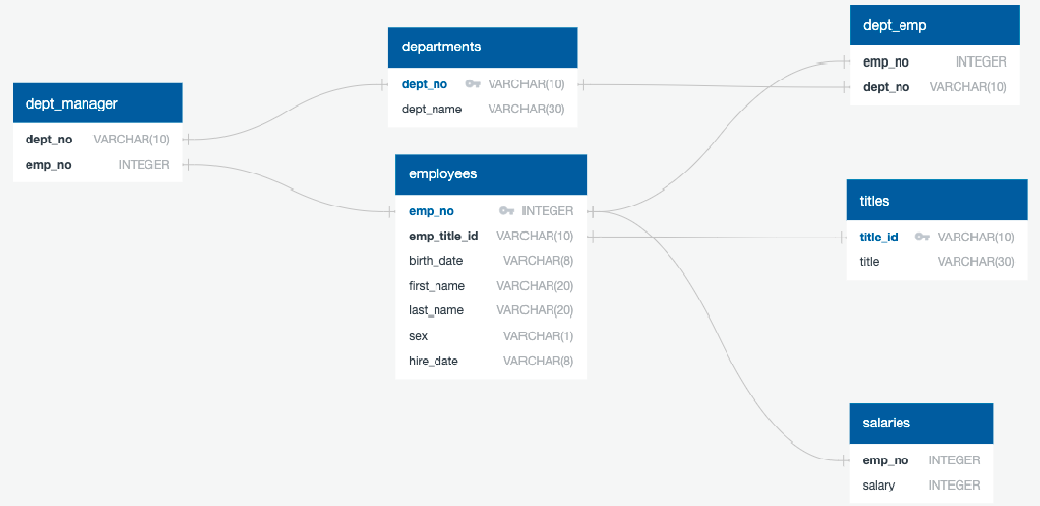 dept_manager
dept_no VARCHAR(10)
emp_no INTEGER
departments
dept_no VARCHAR(10)
dept_name VARCHAR(30)
employees
emp_no INTEGER
emp_title_id VARCHAR(10)
birth_date VARCHAR(8)
first_name VARCHAR(20)
last_name VARCHAR(20)
sex VARCHAR(1)
hire_date VARCHAR(8)
dept_emp
emp_no INTEGER
dept_no VARCHAR(10)
titles
title_id VARCHAR(10)
title VARCHAR(30)
salaries
emp_no INTEGER
salary INTEGER